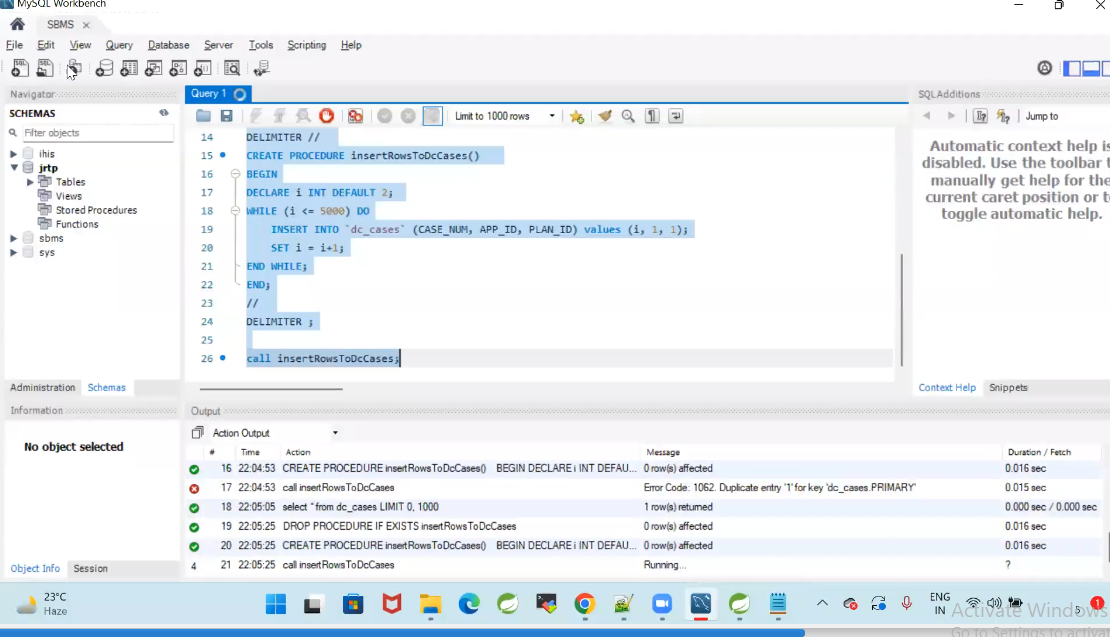 MySQL Workbench
SBMS
File Edit View Query Database Server Tools Scripting Help
Navigator
SCHEMAS
Filter objects
ihis
jrtp
Tables
Views
Stored Procedures
Functions
sbms
sys
Administration Schemas
Information
No object selected
Object Info Session
Query 1
Limit to 1000 rows
14 DELIMITER //
15 CREATE PROCEDURE insertRowsToDcCases()
16 BEGIN
17 DECLARE i INT DEFAULT 2;
18 WHILE (i <= 5000) DO
19 INSERT INTO `dc_cases` (CASE_NUM, APP_ID, PLAN_ID) values (i, 1, 1);
20 SET i = i+1;
21 END WHILE;
22 END;
23 //
24 DELIMITER ;
25
26 call insertRowsToDcCases;
SQLAdditions
Jump to
Automatic context help is
disabled. Use the toolbar t
manually get help for the
current caret position or to
toggle automatic help.
Context Help Snippets
Output
Action Output
# Time Action Message Duration / Fetch
16 22:04:53 CREATE PROCEDURE insertRowsToDcCases() BEGIN DECLARE i INT DEFAU... 0 row(s) affected 0.016 sec
17 22:04:53 call insertRowsToDcCases Error Code: 1062. Duplicate entry '1' for key 'dc_cases.PRIMARY' 0.015 sec
18 22:05:05 select * from dc_cases LIMIT 0, 1000 1 row(s) returned 0.000 sec / 0.000 sec
19 22:05:25 DROP PROCEDURE IF EXISTS insertRowsToDcCases 0 row(s) affected 0.016 sec
20 22:05:25 CREATE PROCEDURE insertRowsToDcCases() BEGIN DECLARE i INT DEFAU... 0 row(s) affected 0.016 sec
4 21 22:05:25 call insertRowsToDcCases Running... ?
23°C
Haze
ENG
IN
5
1
Activate Windows
Go to Settings to activa